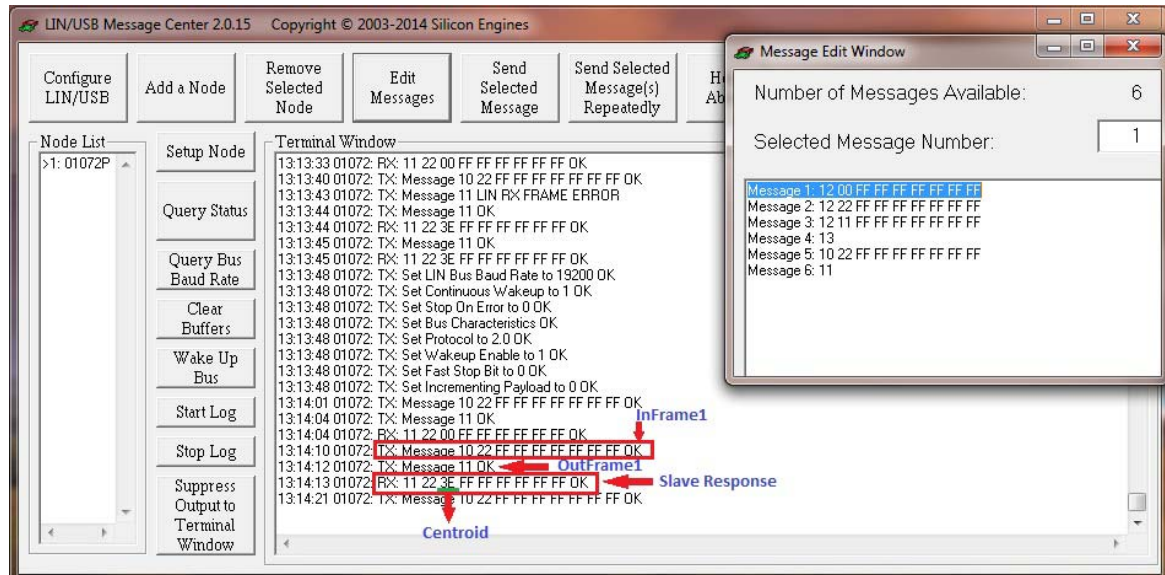 LIN/USB Message Center 2.0.15 Copyright © 2003-2014 Silicon Engines
Configure LIN/USB
Add a Node
Remove Selected Node
Edit Messages
Send Selected Message
Send Selected Message(s) Repeatedly
Node List
>1: 01072P
Setup Node
Query Status
Query Bus Baud Rate
Clear Buffers
Wake Up Bus
Start Log
Stop Log
Suppress Output to Terminal Window
Terminal Window
13:13:33 01072: RX: 11 22 00 FF FF FF FF FF FF OK
13:13:40 01072: TX: Message 10 22 FF FF FF FF FF FF FF OK
13:13:43 01072: TX: Message 11 LIN RX FRAME ERROR
13:13:44 01072: TX: Message 11 OK
13:13:44 01072: RX: 11 22 3E FF FF FF FF FF FF OK
13:13:45 01072: TX: Message 11 OK
13:13:45 01072: RX: 11 22 3E FF FF FF FF FF FF OK
13:13:48 01072: TX: Set LIN Bus Baud Rate to 19200 OK
13:13:48 01072: TX: Set Continuous Wakeup to 1 OK
13:13:48 01072: TX: Set Stop On Error to 0 OK
13:13:48 01072: TX: Set Bus Characteristics OK
13:13:48 01072: TX: Set Protocol to 2.0 OK
13:13:48 01072: TX: Set Wakeup Enable to 1 OK
13:13:48 01072: TX: Set Fast Stop Bit to 0 OK
13:13:48 01072: TX: Set Incrementing Payload to 0 OK
13:14:01 01072: TX: Message 10 22 FF FF FF FF FF FF FF OK
13:14:04 01072: TX: Message 11 OK
InFrame1
13:14:04 01072: RX: 11 22 00 FF FF FF FF FF FF OK
13:14:10 01072: TX: Message 10 22 FF FF FF FF FF FF FF OK
13:14:12 01072: TX: Message 11 OK
OutFrame1
13:14:13 01072: RX: 11 22 3E FF FF FF FF FF FF OK
Slave Response
13:14:21 01072: TX: Message 10 22 FF FF FF FF FF FF FF OK
Centroid
Message Edit Window
Number of Messages Available: 6
Selected Message Number: 1
Message 1: 12 00 FF FF FF FF FF FF FF
Message 2: 12 22 FF FF FF FF FF FF FF
Message 3: 12 11 FF FF FF FF FF FF FF
Message 4: 13
Message 5: 10 22 FF FF FF FF FF FF FF
Message 6: 11